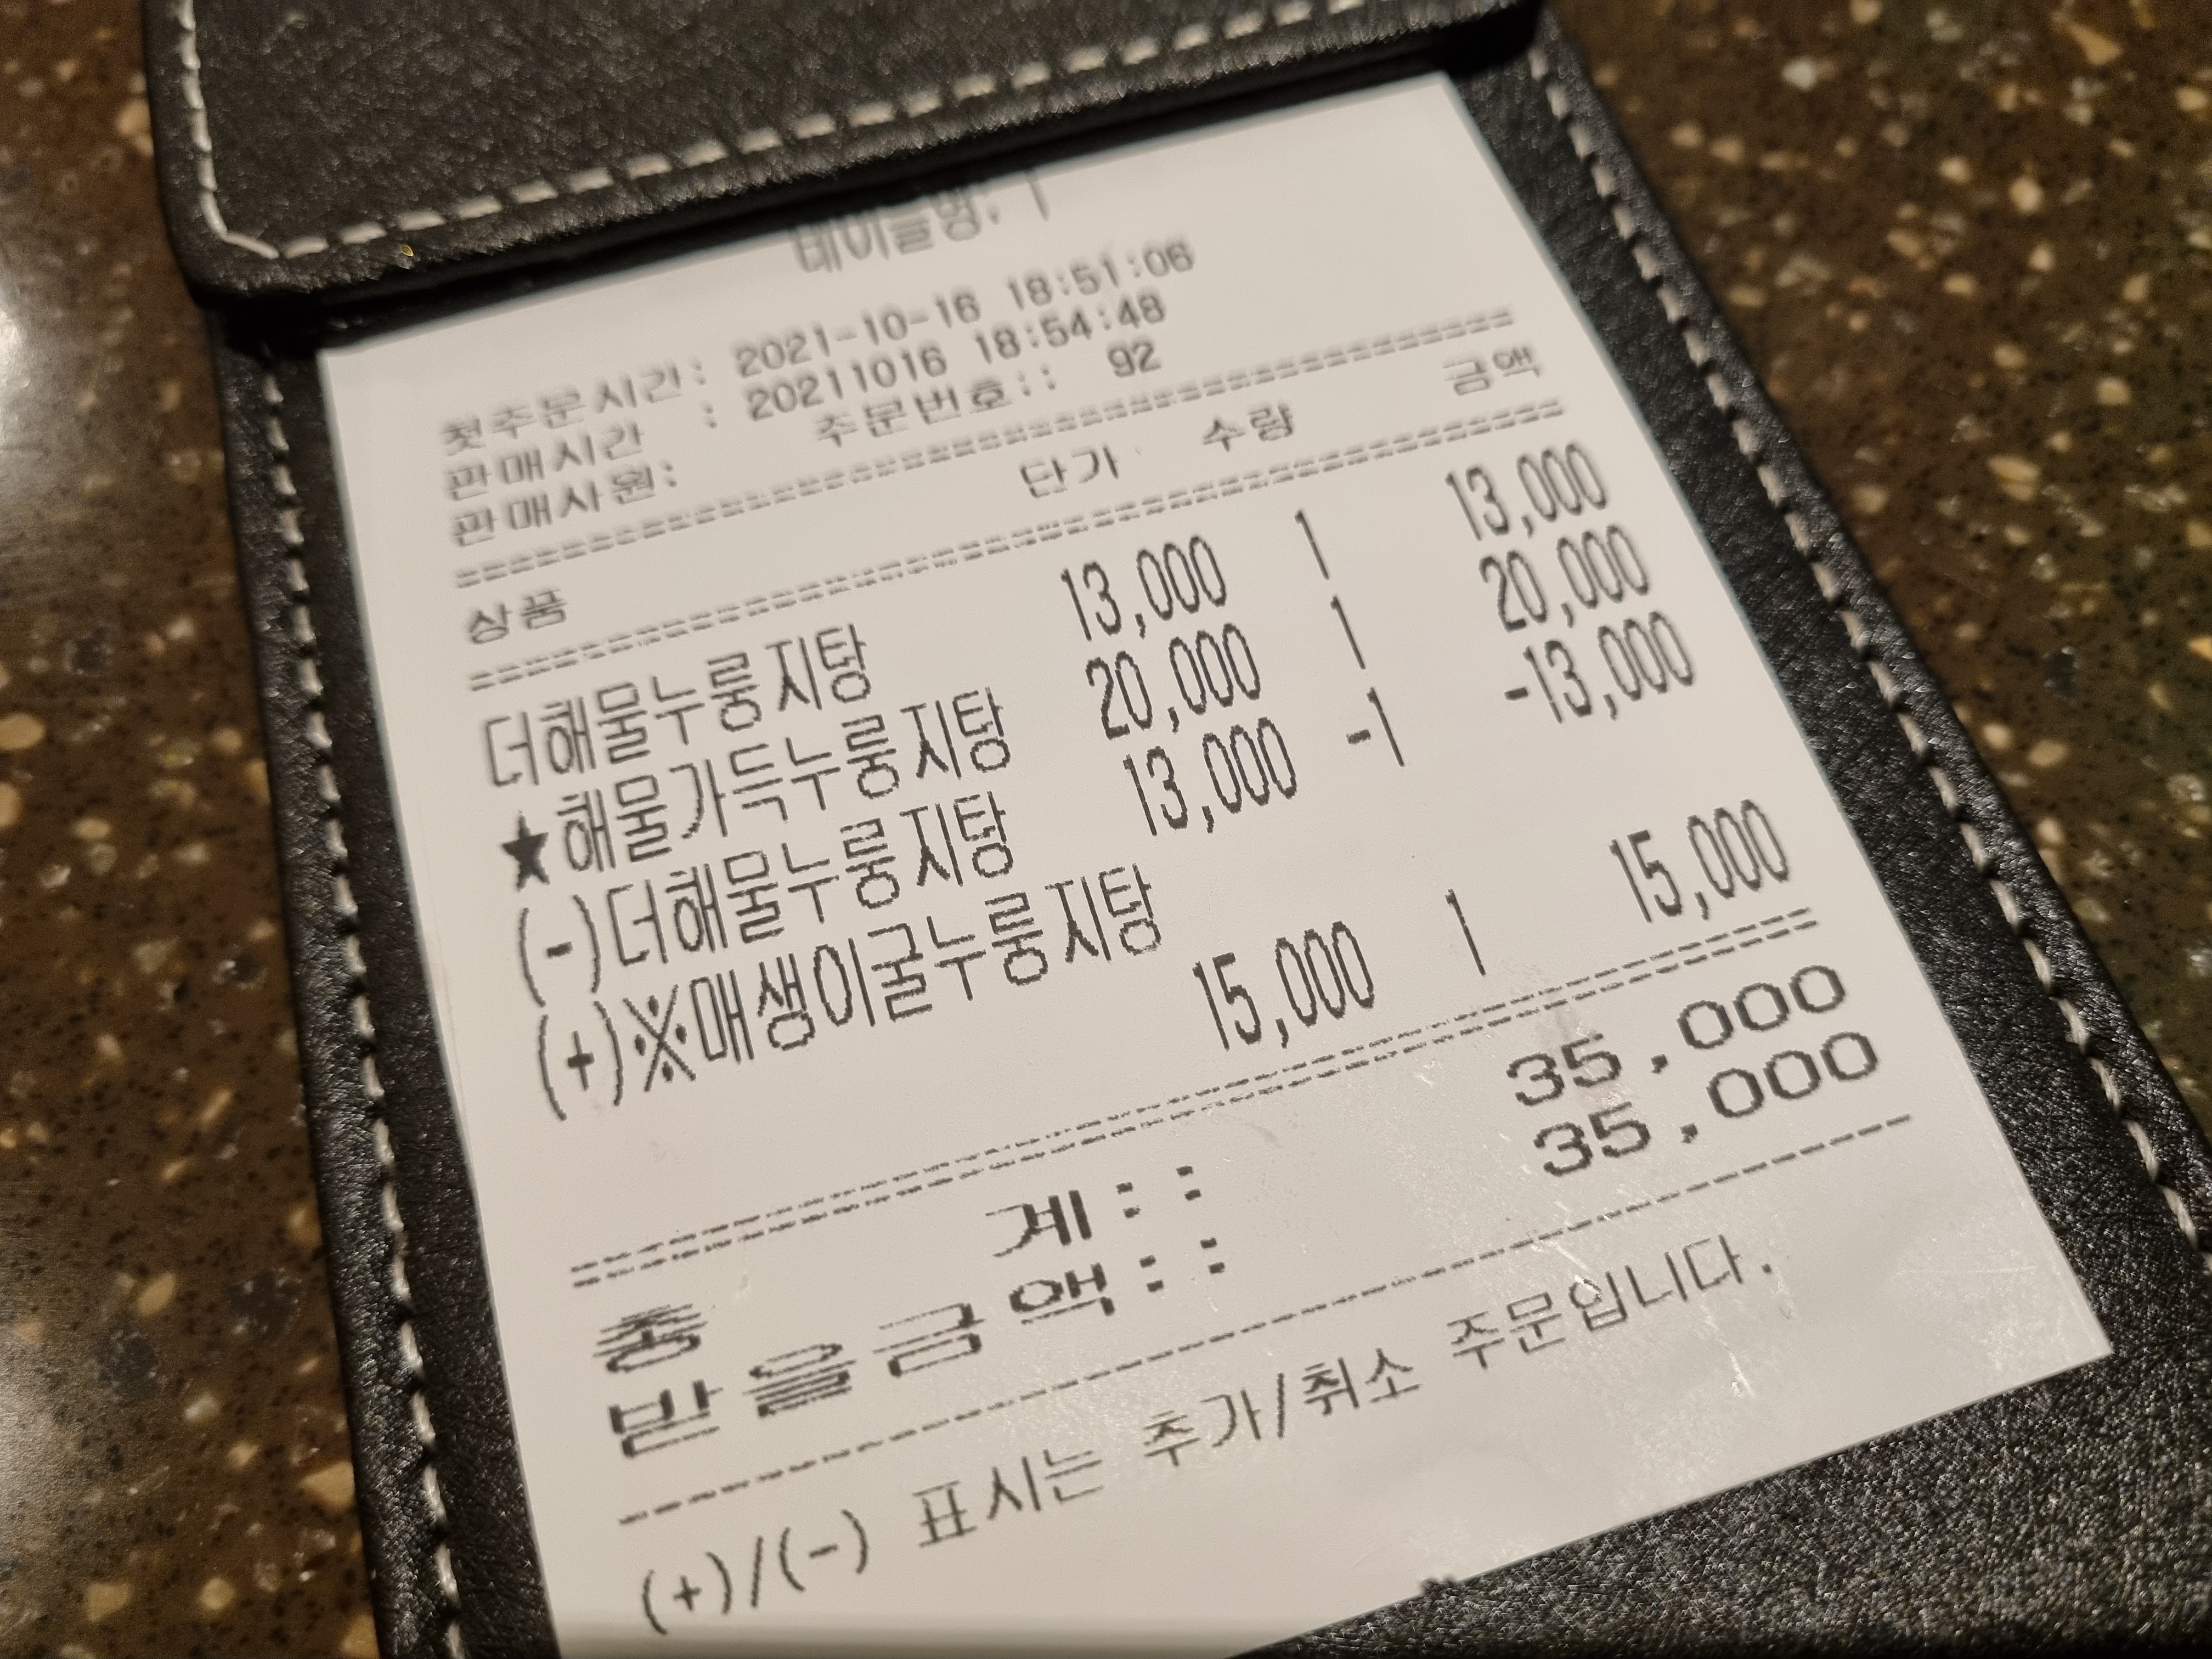 테이블명: 1
첫주문시간: 2021-10-16 18:51:06
판매시간 : 20211016 18:54:48
판매사원: 주문번호:: 92
========================================
상품 단가 수량 금액
========================================
더해물누룽지탕 13,000 1 13,000
★해물가득누룽지탕 20,000 1 20,000
(-)더해물누룽지탕 13,000 -1 -13,000
(+)※매생이굴누룽지탕
15,000 1 15,000
========================================
총 계:: 35,000
받을금액:: 35,000
----------------------------------------
(+)/(-) 표시는 추가/취소 주문입니다.